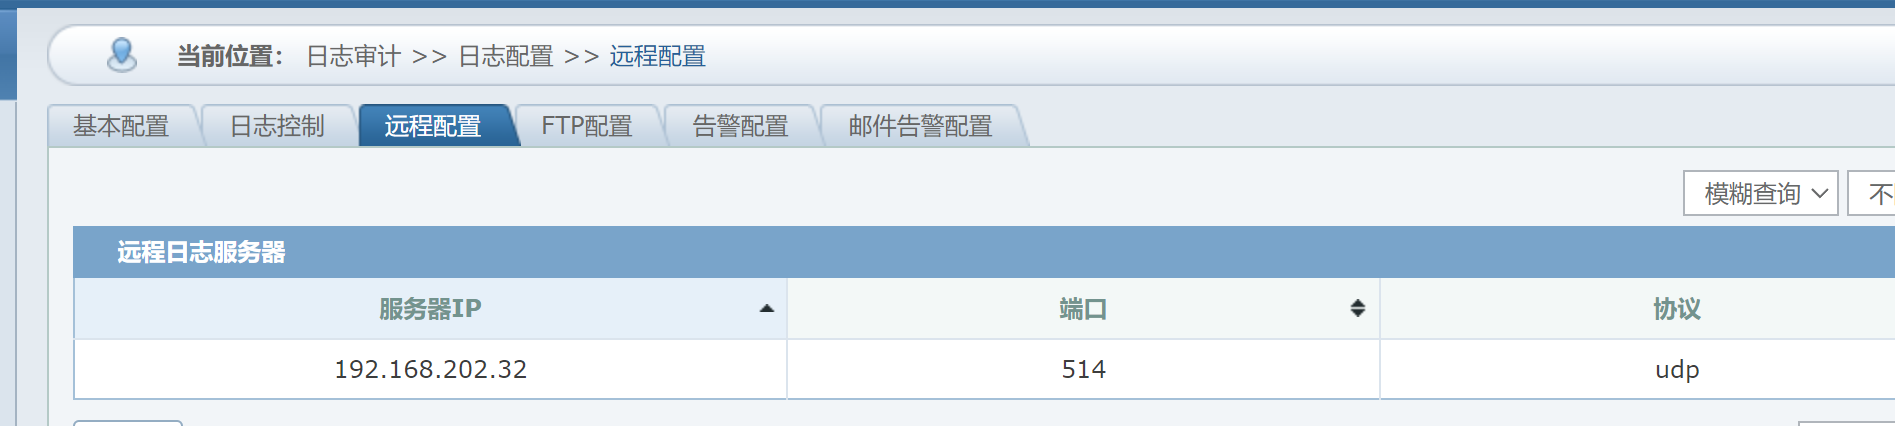 当前位置： 日志审计 >> 日志配置 >> 远程配置
基本配置 日志控制 远程配置 FTP配置 告警配置 邮件告警配置
模糊查询 不
远程日志服务器
服务器IP 端口 协议
192.168.202.32 514 udp